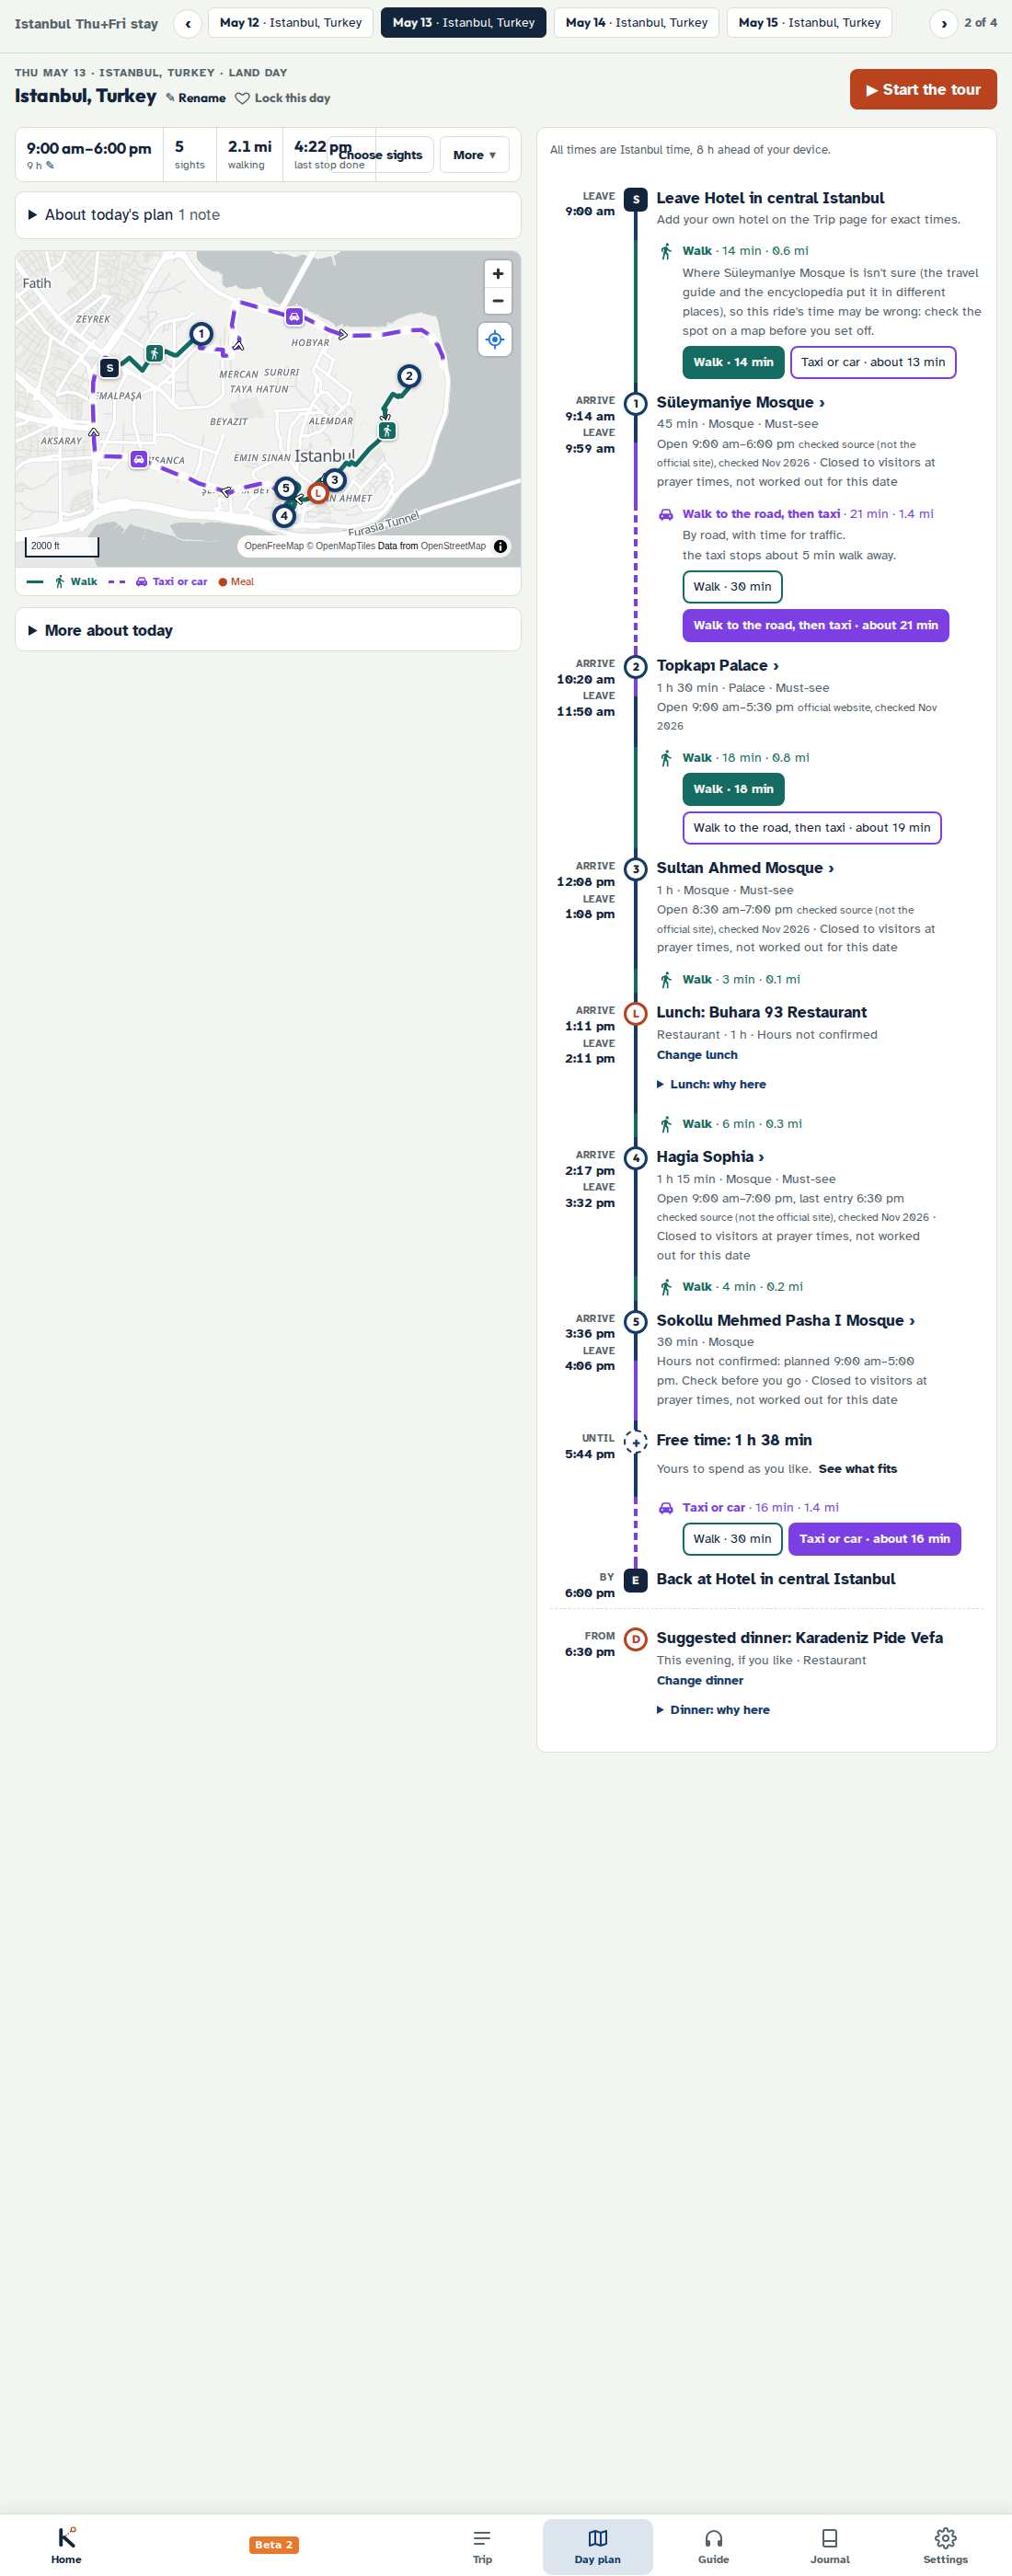 Istanbul Thu+Fri stay
‹
May 12 · Istanbul, Turkey
May 13 · Istanbul, Turkey
May 14 · Istanbul, Turkey
May 15 · Istanbul, Turkey
›
2 of 4
THU MAY 13 · ISTANBUL, TURKEY · LAND DAY
Istanbul, Turkey ✎ Rename Lock this day
▶ Start the tour
9:00 am–6:00 pm
9 h ✎
5
sights
2.1 mi
walking
4:22 pm
last stop done
Choose sights
More ▾
▶ About today's plan 1 note
Fatih
ZEYREK
HOBYAR
MERCAN
SURURI
TAYA HATUN
BEYAZIT
ALEMDAR
AKSARAY
EMIN SINAN
Istanbul
Eurasia Tunnel
S
1
2
3
4
5
L
+
−
2000 ft
OpenFreeMap © OpenMapTiles Data from OpenStreetMap
Walk
Taxi or car
Meal
▶ More about today
All times are Istanbul time, 8 h ahead of your device.
LEAVE
9:00 am
S
Leave Hotel in central Istanbul
Add your own hotel on the Trip page for exact times.
Walk · 14 min · 0.6 mi
Where Süleymaniye Mosque is isn't sure (the travel
guide and the encyclopedia put it in different
places), so this ride's time may be wrong: check the
spot on a map before you set off.
Walk · 14 min
Taxi or car · about 13 min
ARRIVE
9:14 am
LEAVE
9:59 am
1
Süleymaniye Mosque ›
45 min · Mosque · Must-see
Open 9:00 am–6:00 pm checked source (not the
official site), checked Nov 2026 · Closed to visitors at
prayer times, not worked out for this date
Walk to the road, then taxi · 21 min · 1.4 mi
By road, with time for traffic.
the taxi stops about 5 min walk away.
Walk · 30 min
Walk to the road, then taxi · about 21 min
ARRIVE
10:20 am
LEAVE
11:50 am
2
Topkapı Palace ›
1 h 30 min · Palace · Must-see
Open 9:00 am–5:30 pm official website, checked Nov
2026
Walk · 18 min · 0.8 mi
Walk · 18 min
Walk to the road, then taxi · about 19 min
ARRIVE
12:08 pm
LEAVE
1:08 pm
3
Sultan Ahmed Mosque ›
1 h · Mosque · Must-see
Open 8:30 am–7:00 pm checked source (not the
official site), checked Nov 2026 · Closed to visitors at
prayer times, not worked out for this date
Walk · 3 min · 0.1 mi
ARRIVE
1:11 pm
LEAVE
2:11 pm
L
Lunch: Buhara 93 Restaurant
Restaurant · 1 h · Hours not confirmed
Change lunch
▶ Lunch: why here
Walk · 6 min · 0.3 mi
ARRIVE
2:17 pm
LEAVE
3:32 pm
4
Hagia Sophia ›
1 h 15 min · Mosque · Must-see
Open 9:00 am–7:00 pm, last entry 6:30 pm
checked source (not the official site), checked Nov 2026 ·
Closed to visitors at prayer times, not worked
out for this date
Walk · 4 min · 0.2 mi
ARRIVE
3:36 pm
LEAVE
4:06 pm
5
Sokollu Mehmed Pasha I Mosque ›
30 min · Mosque
Hours not confirmed: planned 9:00 am–5:00
pm. Check before you go · Closed to visitors at
prayer times, not worked out for this date
UNTIL
5:44 pm
+
Free time: 1 h 38 min
Yours to spend as you like. See what fits
Taxi or car · 16 min · 1.4 mi
Walk · 30 min
Taxi or car · about 16 min
BY
6:00 pm
E
Back at Hotel in central Istanbul
FROM
6:30 pm
D
Suggested dinner: Karadeniz Pide Vefa
This evening, if you like · Restaurant
Change dinner
▶ Dinner: why here
Home
Beta 2
Trip
Day plan
Guide
Journal
Settings